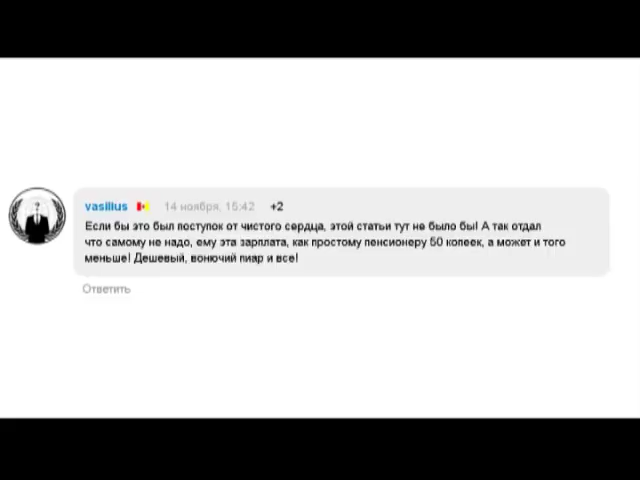 vasilius 14 ноября, 15:42 +2
Если бы это был поступок от чистого сердца, этой статьи тут не было бы! А так отдал
что самому не надо, ему эта зарплата, как простому пенсионеру 50 копеек, а может и того
меньше! Дешевый, вонючий пиар и все!
Ответить